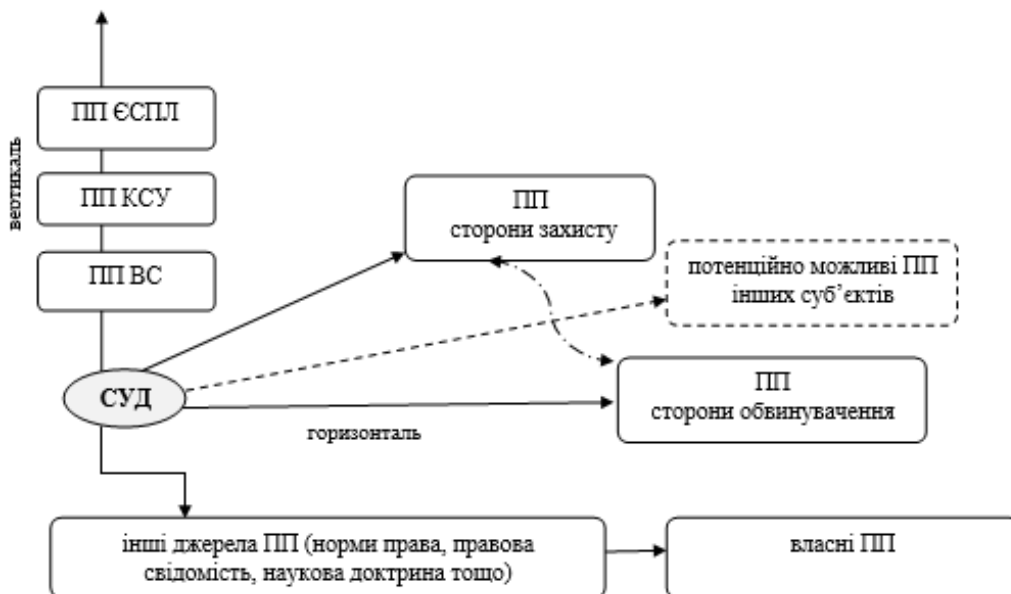 вертикаль
ПП ЄСПЛ
ПП КСУ
ПП ВС
СУД
ПП
сторони захисту
потенційно можливі ПП
інших суб’єктів
ПП
сторони обвинувачення
горизонталь
інші джерела ПП (норми права, правова
свідомість, наукова доктрина тощо)
власні ПП